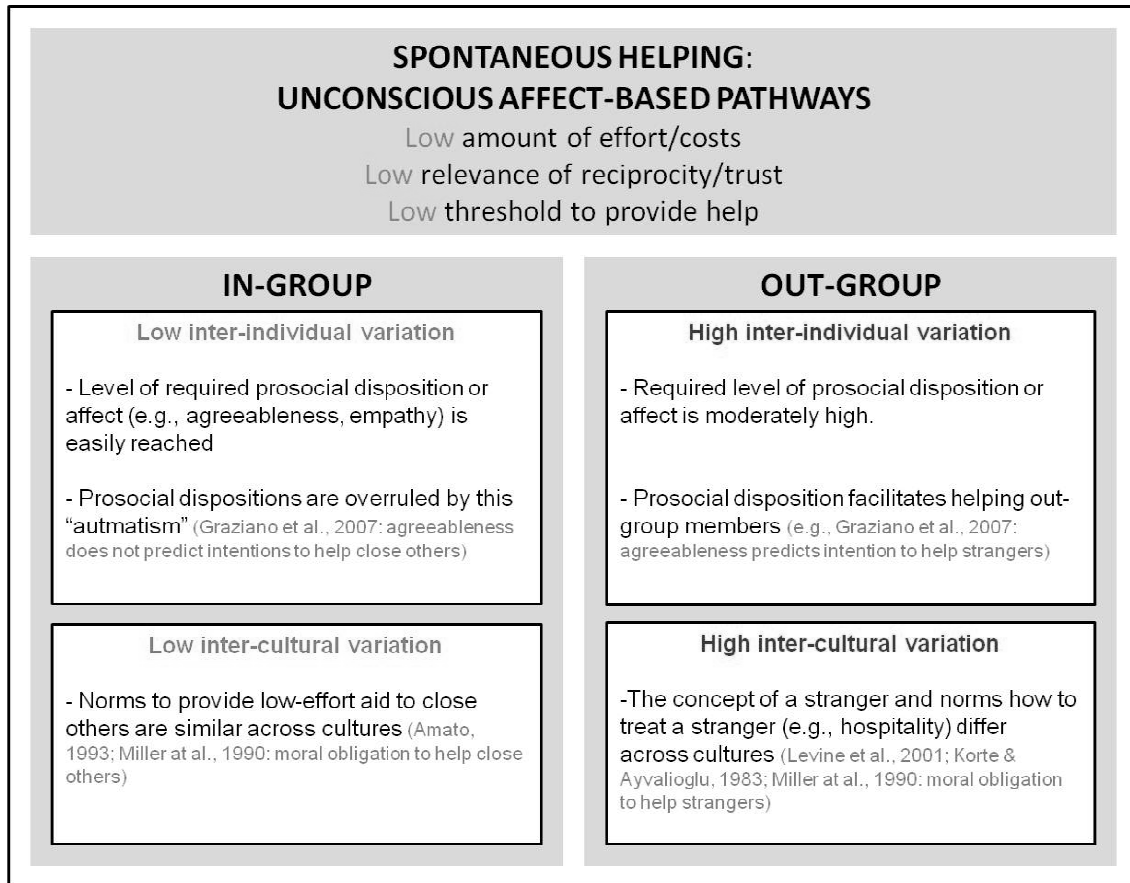 SPONTANEOUS HELPING:
UNCONSCIOUS AFFECT-BASED PATHWAYS
Low amount of effort/costs
Low relevance of reciprocity/trust
Low threshold to provide help
IN-GROUP
Low inter-individual variation
- Level of required prosocial disposition or
affect (e.g., agreeableness, empathy) is
easily reached
- Prosocial dispositions are overruled by this
“autmatism” (Graziano et al., 2007: agreeableness
does not predict intentions to help close others)
Low inter-cultural variation
- Norms to provide low-effort aid to close
others are similar across cultures (Amato,
1993; Miller at al., 1990: moral obligation to help close
others)
OUT-GROUP
High inter-individual variation
- Required level of prosocial disposition or
affect is moderately high.
- Prosocial disposition facilitates helping out-
group members (e.g., Graziano et al., 2007:
agreeableness predicts intention to help strangers)
High inter-cultural variation
-The concept of a stranger and norms how to
treat a stranger (e.g., hospitality) differ
across cultures (Levine et al., 2001; Korte &
Ayvalioglu, 1983; Miller at al., 1990: moral obligation
to help strangers)